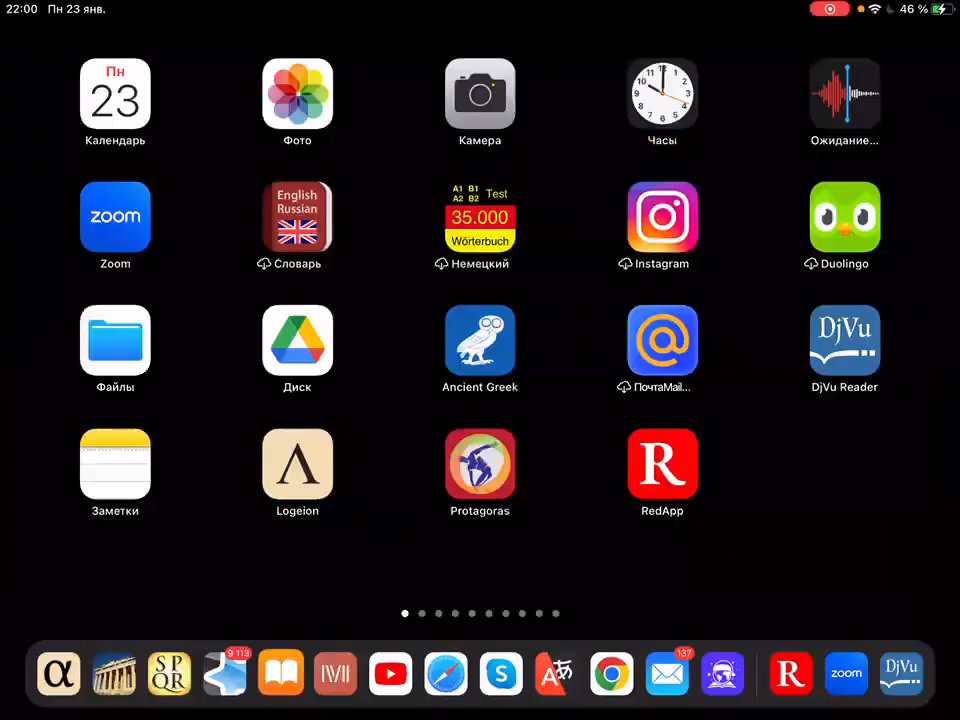 22:00 Пн 23 янв.
46 %
Пн
23
Календарь
Фото
Камера
Часы
Ожидание...
zoom
Zoom
English
Russian
Словарь
A1 B1
A2 B2
Test
35.000
Wörterbuch
Немецкий
Instagram
Duolingo
Файлы
Диск
Ancient Greek
@
ПочтаMail...
DjVu
DjVu Reader
Заметки
Λ
Logeion
Protagoras
R
RedApp
α
SP
QR
9 113
S
137
R
zoom
DjVu